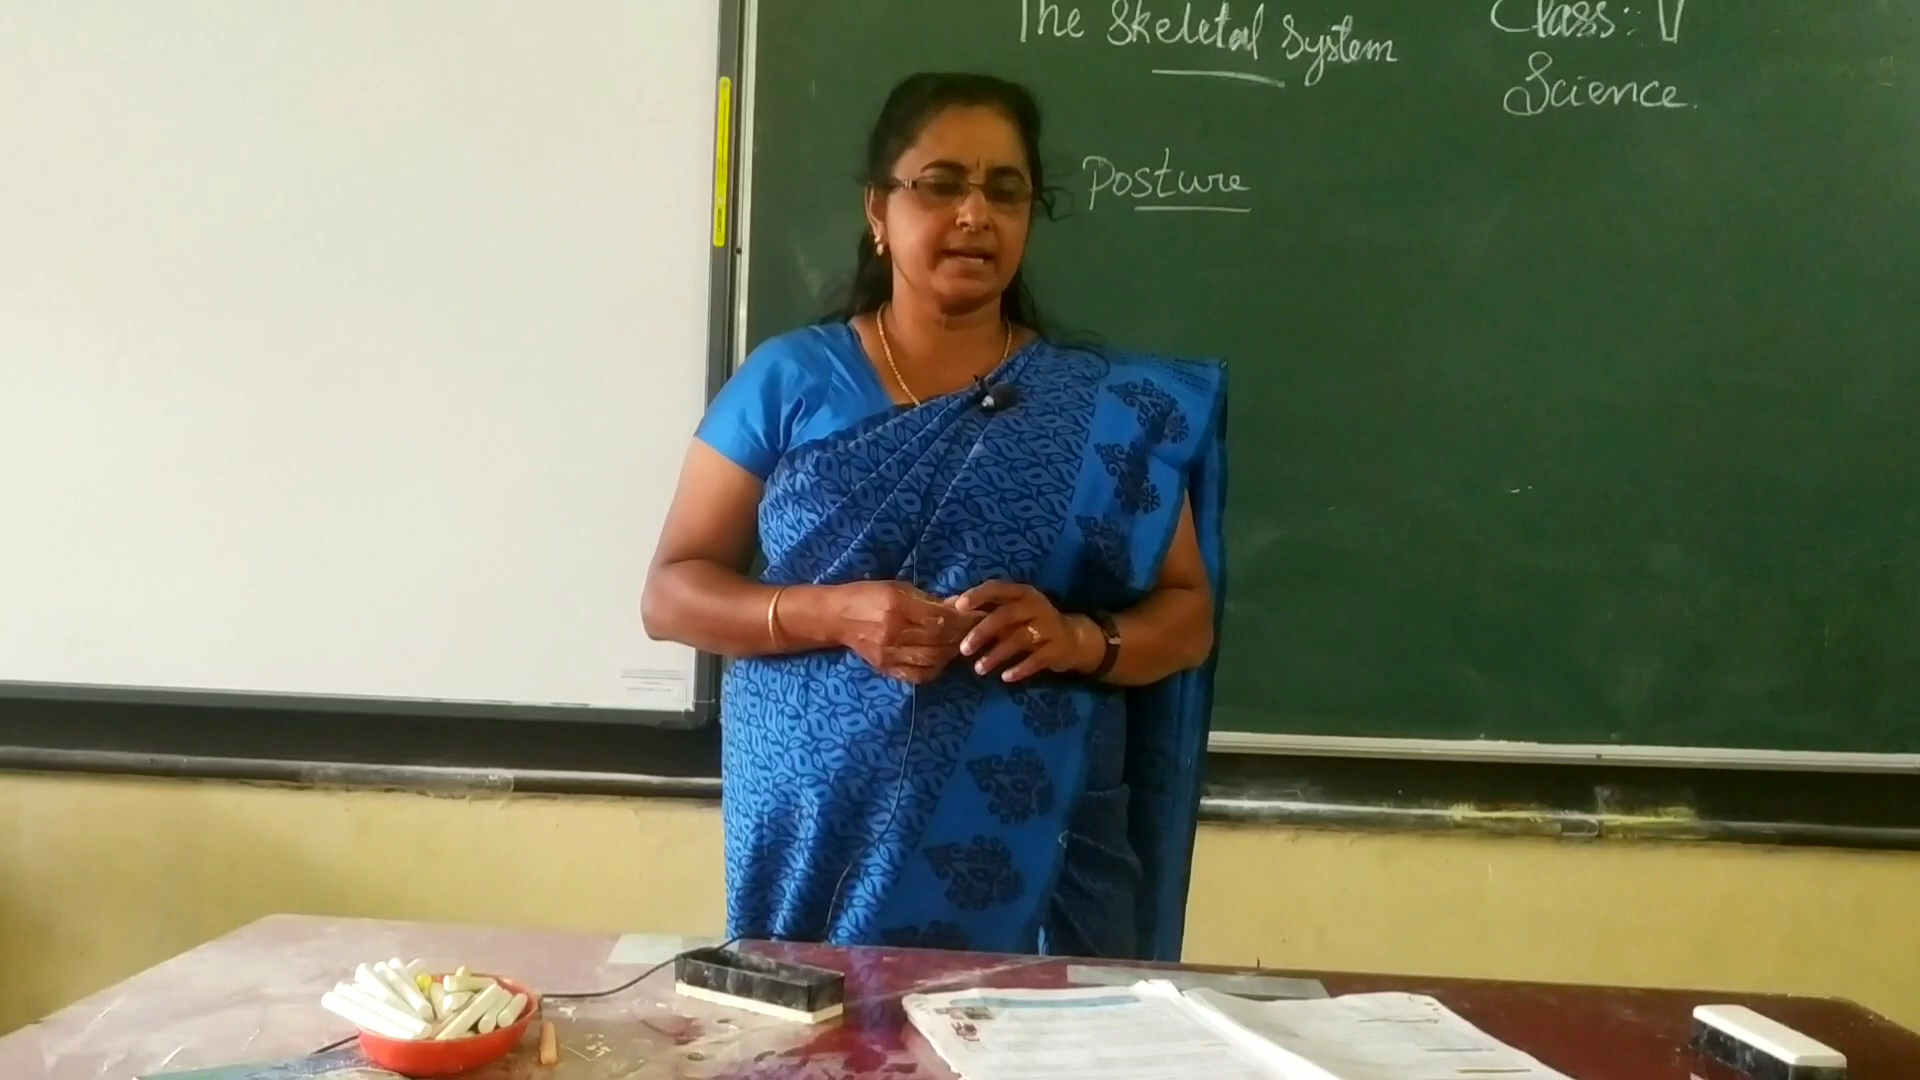 The Skeletal System
Class: V
Science.
Posture